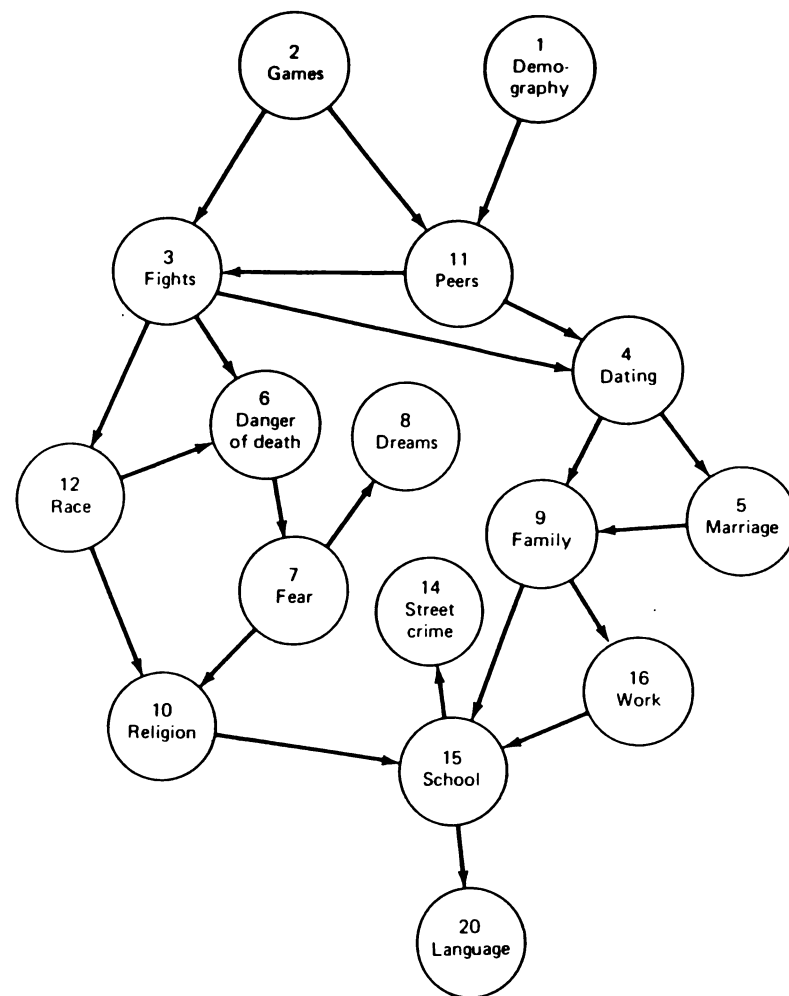 2
Games
1
Demo-
graphy
3
Fights
11
Peers
4
Dating
6
Danger
of death
8
Dreams
12
Race
9
Family
5
Marriage
7
Fear
14
Street
crime
16
Work
10
Religion
15
School
20
Language